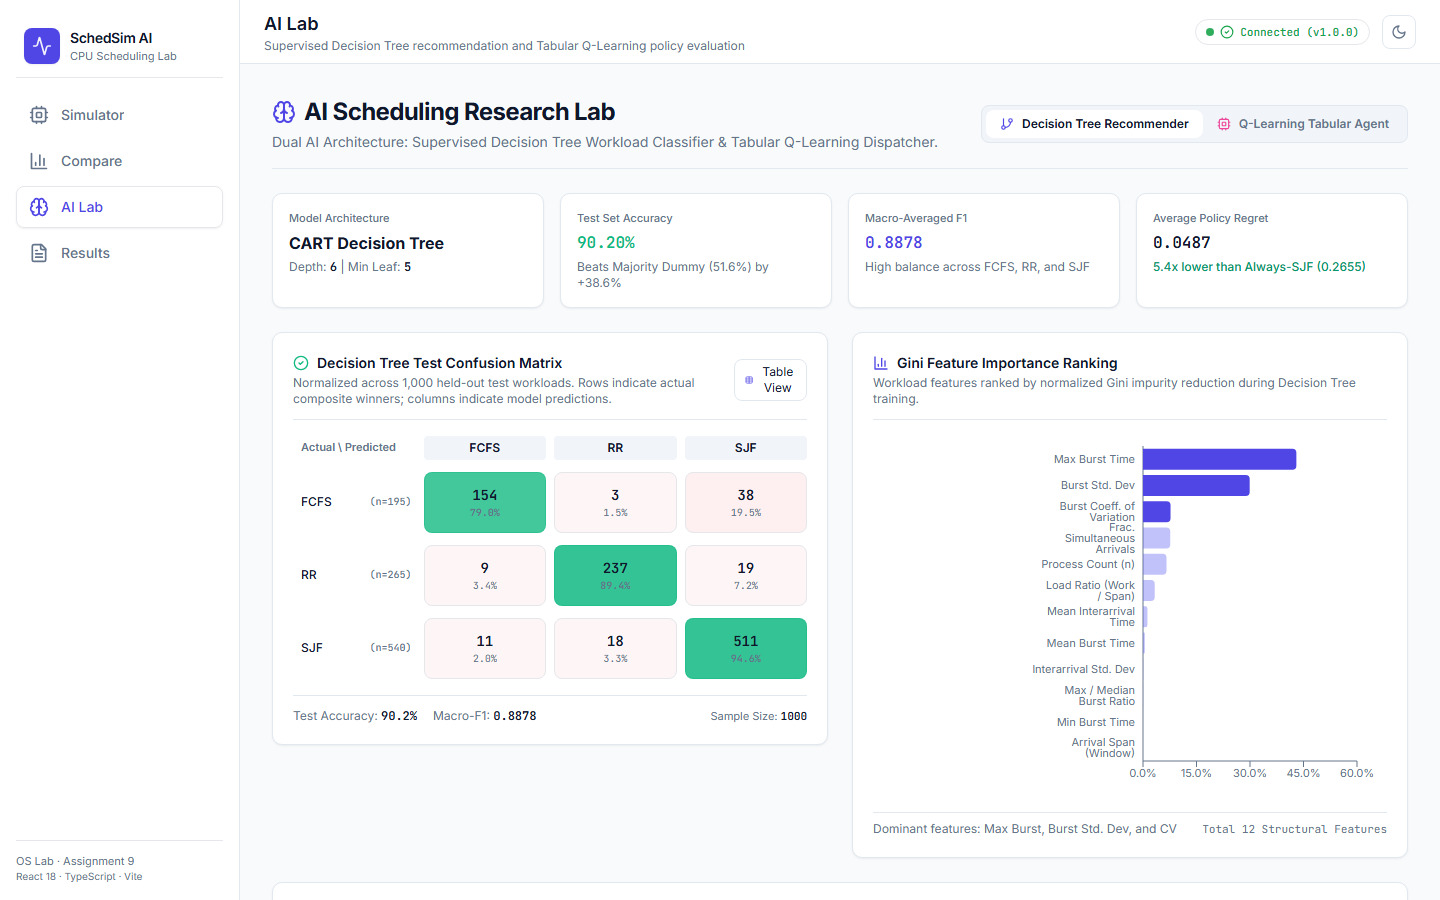 SchedSim AI
CPU Scheduling Lab
Simulator
Compare
AI Lab
Results
OS Lab · Assignment 9
React 18 · TypeScript · Vite
AI Lab
Supervised Decision Tree recommendation and Tabular Q-Learning policy evaluation
Connected (v1.0.0)
AI Scheduling Research Lab
Dual AI Architecture: Supervised Decision Tree Workload Classifier & Tabular Q-Learning Dispatcher.
Decision Tree Recommender
Q-Learning Tabular Agent
Model Architecture
CART Decision Tree
Depth: 6 | Min Leaf: 5
Test Set Accuracy
90.20%
Beats Majority Dummy (51.6%) by
+38.6%
Macro-Averaged F1
0.8878
High balance across FCFS, RR, and SJF
Average Policy Regret
0.0487
5.4x lower than Always-SJF (0.2655)
Decision Tree Test Confusion Matrix
Normalized across 1,000 held-out test workloads. Rows indicate actual
composite winners; columns indicate model predictions.
Table
View
Actual \ Predicted FCFS RR SJF
FCFS (n=195) 154 3 38
79.0% 1.5% 19.5%
RR (n=265) 9 237 19
3.4% 89.4% 7.2%
SJF (n=540) 11 18 511
2.0% 3.3% 94.6%
Test Accuracy: 90.2% Macro-F1: 0.8878 Sample Size: 1000
Gini Feature Importance Ranking
Workload features ranked by normalized Gini impurity reduction during Decision Tree
training.
Max Burst Time
Burst Std. Dev
Burst Coeff. of
Variation
Frac.
Simultaneous
Arrivals
Process Count (n)
Load Ratio (Work
/ Span)
Mean Interarrival
Time
Mean Burst Time
Interarrival Std. Dev
Max / Median
Burst Ratio
Min Burst Time
Arrival Span
(Window)
0.0% 15.0% 30.0% 45.0% 60.0%
Dominant features: Max Burst, Burst Std. Dev, and CV Total 12 Structural Features